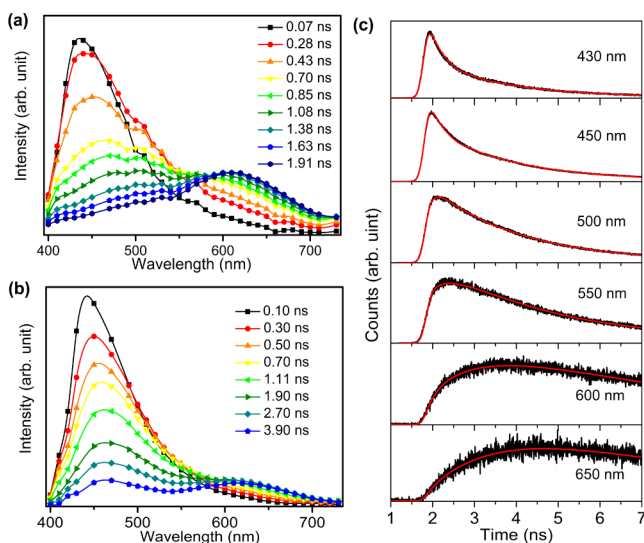 (a)
Intensity (arb. unit)
0.07 ns
0.28 ns
0.43 ns
0.70 ns
0.85 ns
1.08 ns
1.38 ns
1.63 ns
1.91 ns
400 500 600 700
Wavelength (nm)
(b)
Intensity (arb. unit)
0.10 ns
0.30 ns
0.50 ns
0.70 ns
1.11 ns
1.90 ns
2.70 ns
3.90 ns
400 500 600 700
Wavelength (nm)
(c)
Counts (arb. uint)
430 nm
450 nm
500 nm
550 nm
600 nm
650 nm
1 2 3 4 5 6 7
Time (ns)